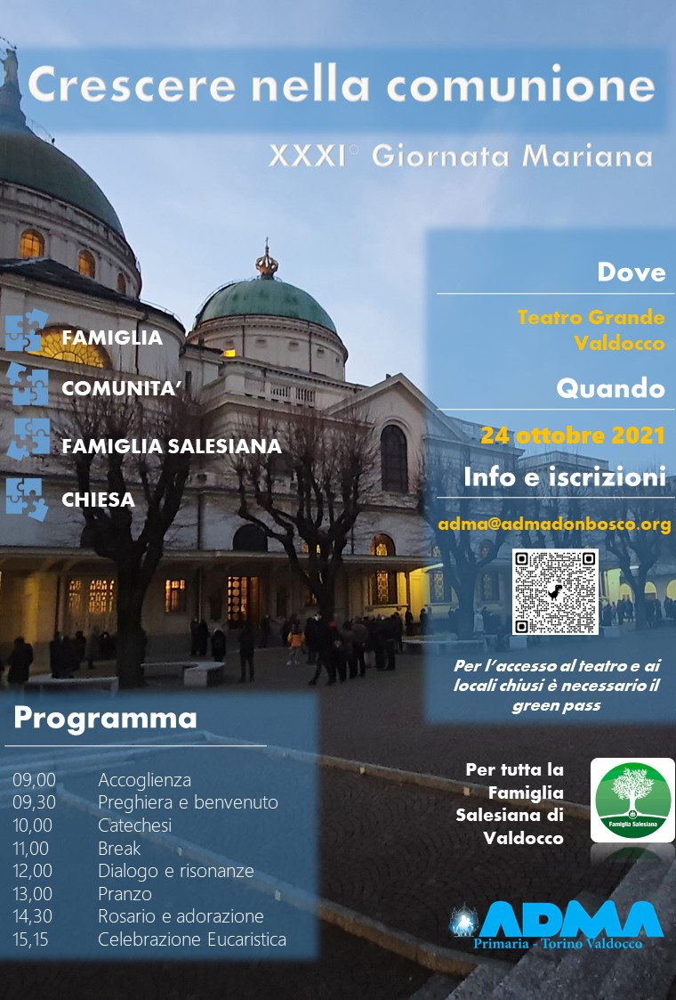 Crescere nella comunione
XXXI° Giornata Mariana
Dove
Teatro Grande
Valdocco
Quando
24 ottobre 2021
Info e iscrizioni
adma@admadonbosco.org
Per l’accesso al teatro e ai
locali chiusi è necessario il
green pass
FAMIGLIA
COMUNITA’
FAMIGLIA SALESIANA
CHIESA
Programma
09,00 Accoglienza
09,30 Preghiera e benvenuto
10,00 Catechesi
11,00 Break
12,00 Dialogo e risonanze
13,00 Pranzo
14,30 Rosario e adorazione
15,15 Celebrazione Eucaristica
Per tutta la
Famiglia
Salesiana di
Valdocco
Famiglia Salesiana
ADMA
Primaria - Torino Valdocco